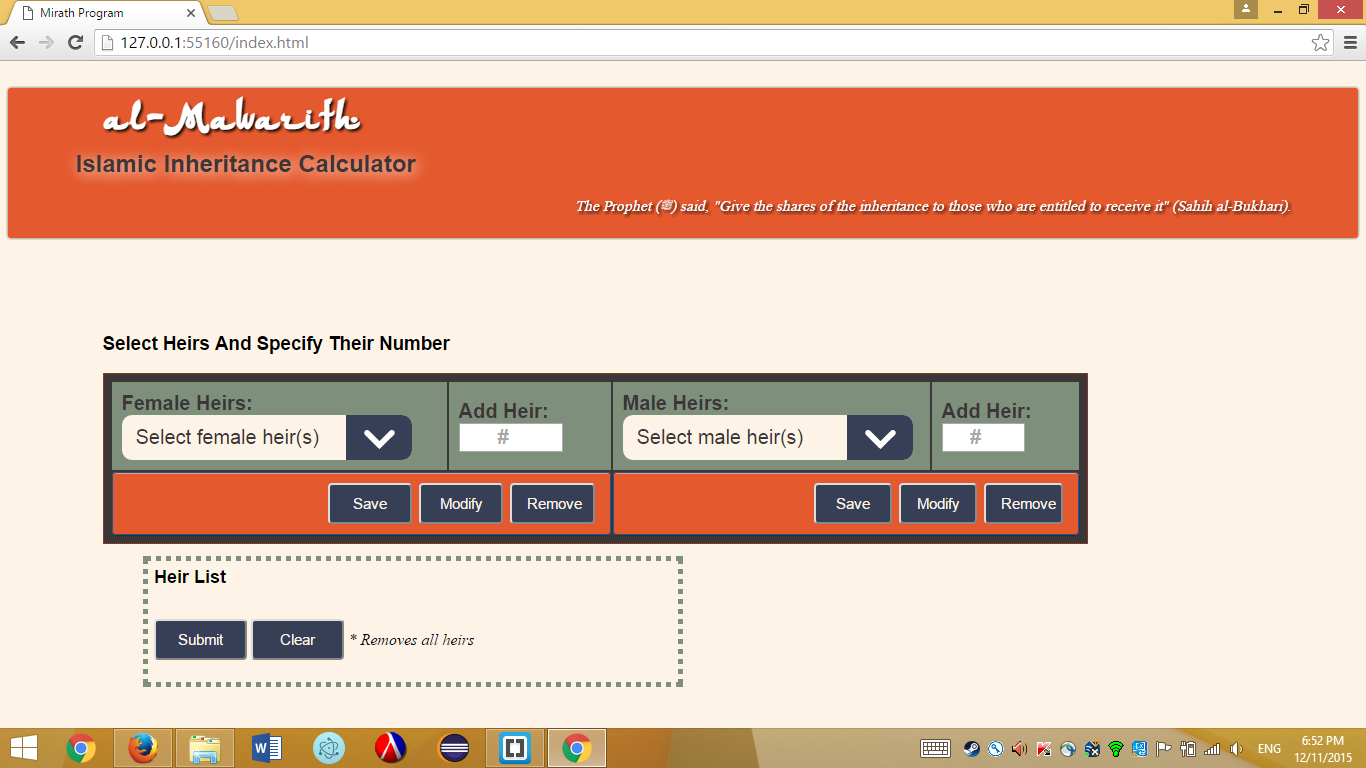 Mirath Program
127.0.0.1:55160/index.html
al-Mawarith
Islamic Inheritance Calculator
The Prophet (ﷺ) said, "Give the shares of the inheritance to those who are entitled to receive it" (Sahih al-Bukhari).
Select Heirs And Specify Their Number
Female Heirs:
Select female heir(s)
Add Heir:
#
Male Heirs:
Select male heir(s)
Add Heir:
#
Save Modify Remove
Save Modify Remove
Heir List
Submit Clear * Removes all heirs
ENG
6:52 PM
12/11/2015